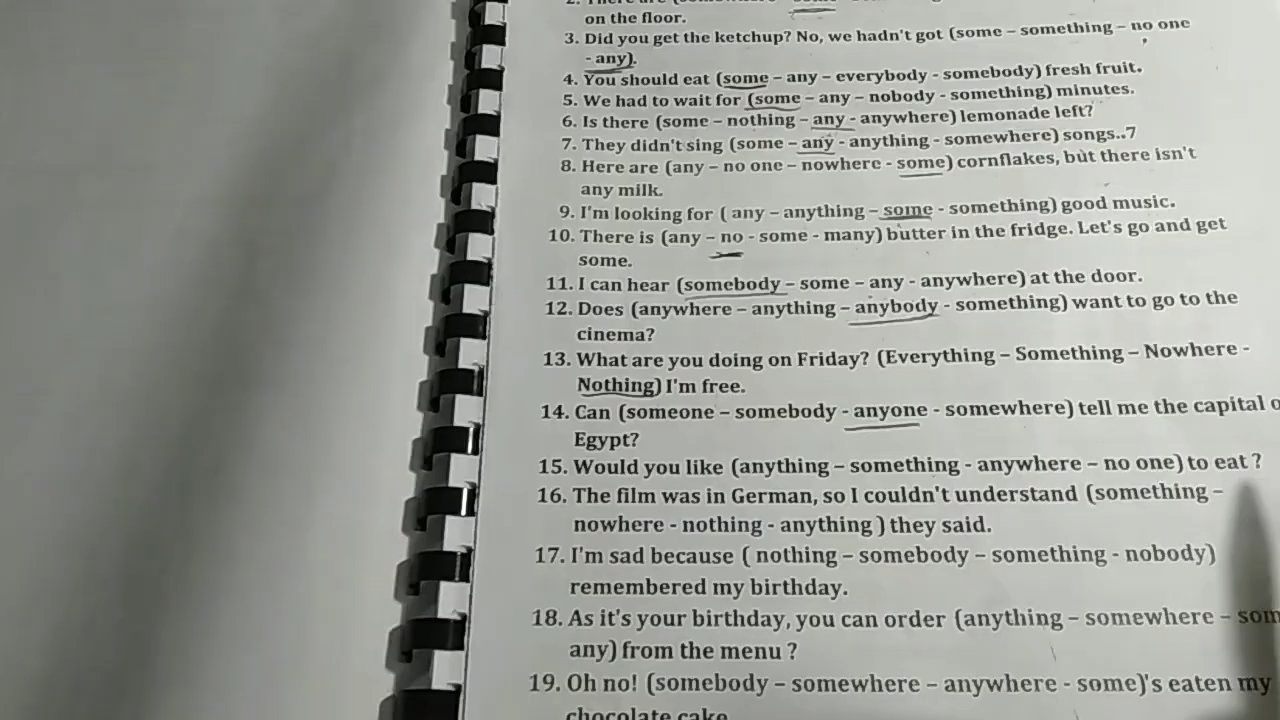 on the floor.
3. Did you get the ketchup? No, we hadn't got (some – something – no one
- any).
4. You should eat (some – any – everybody - somebody) fresh fruit.
5. We had to wait for (some – any – nobody - something) minutes.
6. Is there (some – nothing – any - anywhere) lemonade left?
7. They didn't sing (some – any - anything - somewhere) songs..7
8. Here are (any – no one – nowhere - some) cornflakes, but there isn't
any milk.
9. I'm looking for ( any – anything – some - something) good music.
10. There is (any – no - some - many) butter in the fridge. Let's go and get
some.
11. I can hear (somebody – some – any - anywhere) at the door.
12. Does (anywhere – anything – anybody - something) want to go to the
cinema?
13. What are you doing on Friday? (Everything – Something – Nowhere -
Nothing) I'm free.
14. Can (someone – somebody - anyone - somewhere) tell me the capital
Egypt?
15. Would you like (anything – something - anywhere – no one) to eat ?
16. The film was in German, so I couldn't understand (something –
nowhere - nothing - anything ) they said.
17. I'm sad because ( nothing – somebody – something - nobody)
remembered my birthday.
18. As it's your birthday, you can order (anything – somewhere –
any) from the menu ?
19. Oh no! (somebody – somewhere – anywhere - some)'s eaten my
chocolate cake